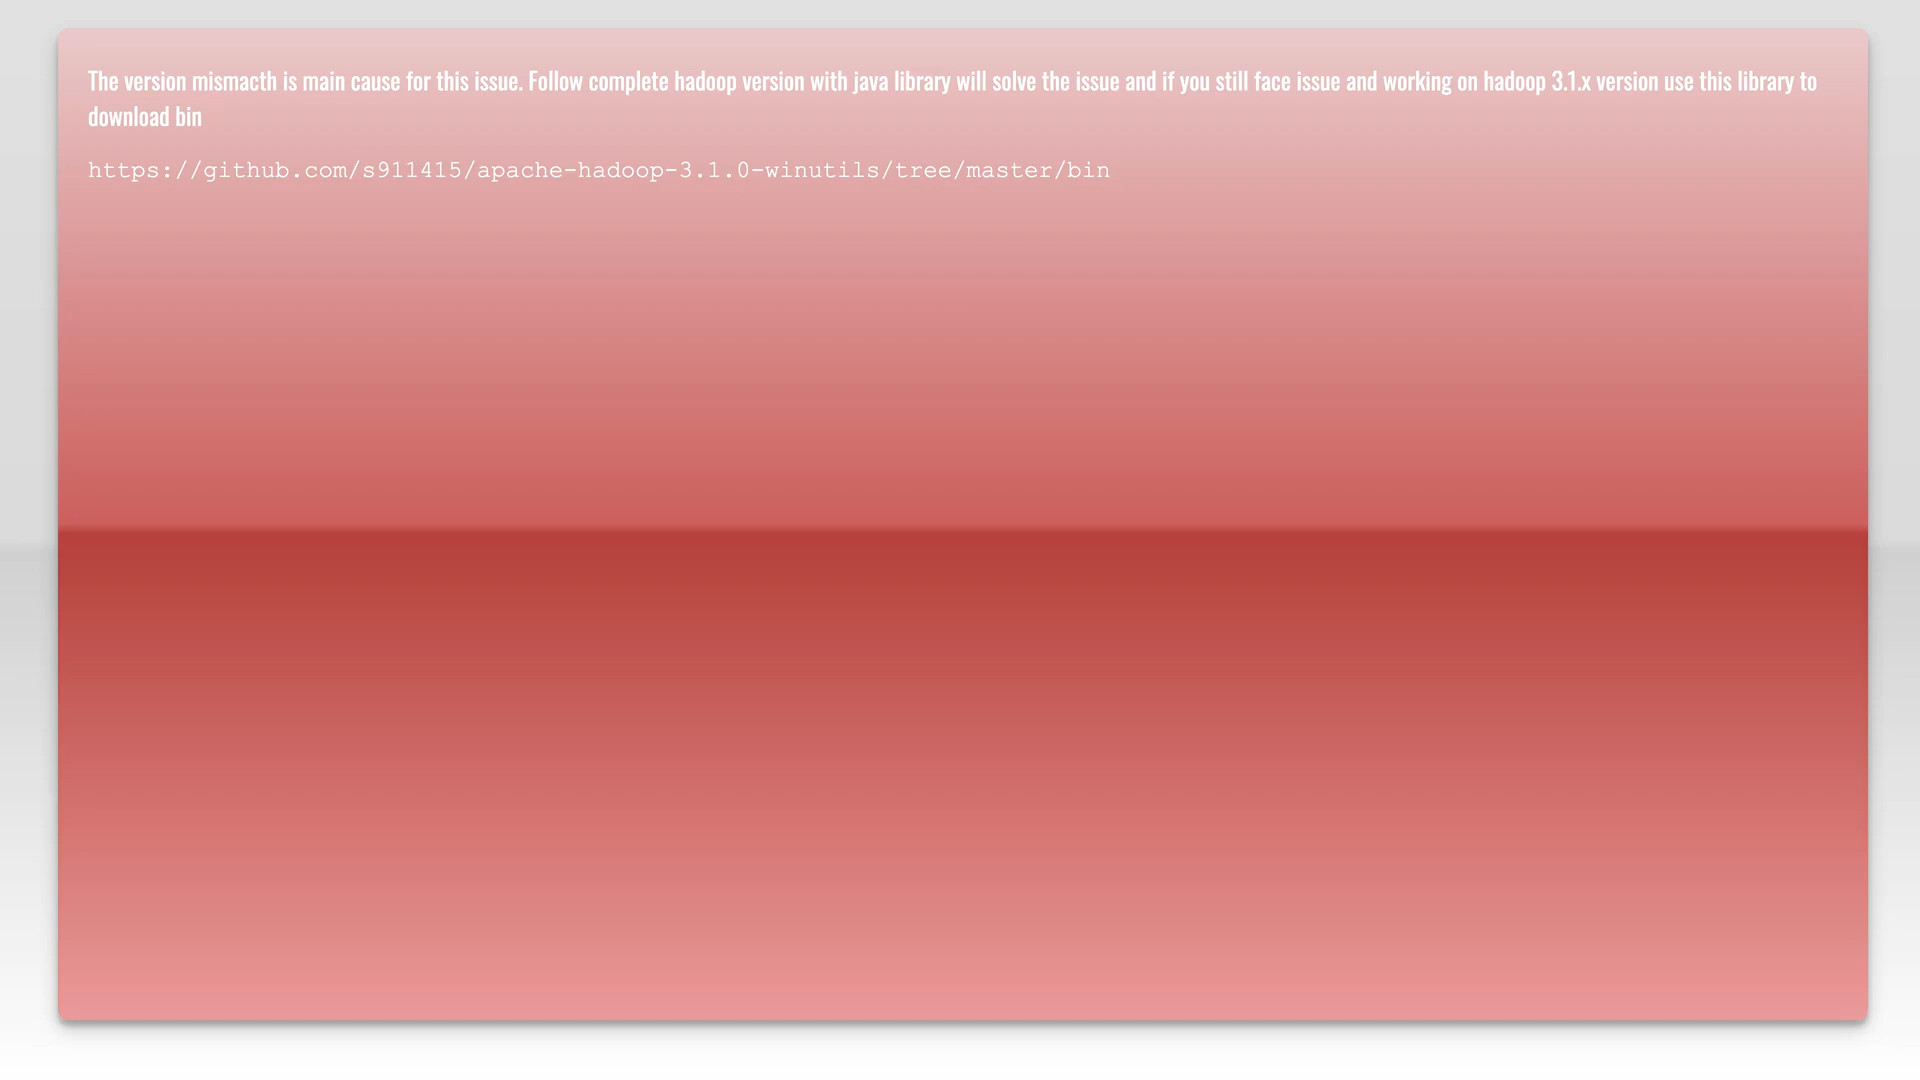 The version mismacth is main cause for this issue. Follow complete hadoop version with java library will solve the issue and if you still face issue and working on hadoop 3.1.x version use this library to
download bin
https://github.com/s911415/apache-hadoop-3.1.0-winutils/tree/master/bin